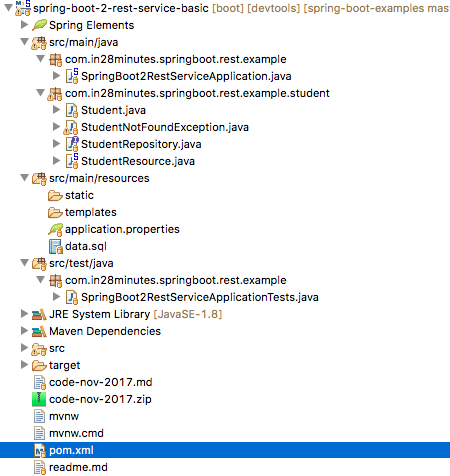 spring-boot-2-rest-service-basic [boot] [devtools] [spring-boot-examples mas
Spring Elements
src/main/java
com.in28minutes.springboot.rest.example
SpringBoot2RestServiceApplication.java
com.in28minutes.springboot.rest.example.student
Student.java
StudentNotFoundException.java
StudentRepository.java
StudentResource.java
src/main/resources
static
templates
application.properties
data.sql
src/test/java
com.in28minutes.springboot.rest.example
SpringBoot2RestServiceApplicationTests.java
JRE System Library [JavaSE-1.8]
Maven Dependencies
src
target
code-nov-2017.md
code-nov-2017.zip
mvnw
mvnw.cmd
pom.xml
readme.md